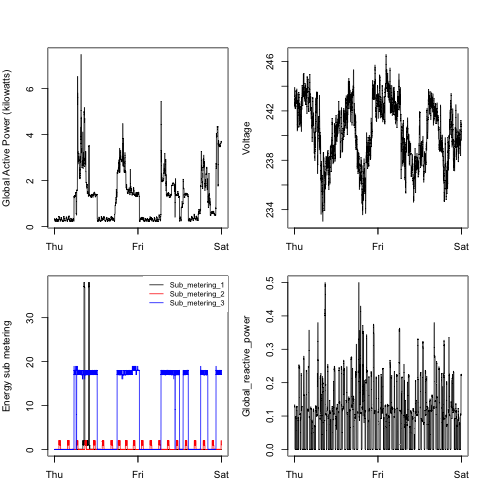 Global Active Power (kilowatts)
0 2 4 6
Thu Fri Sat
Voltage
234 238 242 246
Thu Fri Sat
Energy sub metering
0 10 20 30
Sub_metering_1
Sub_metering_2
Sub_metering_3
Thu Fri Sat
Global_reactive_power
0.0 0.1 0.2 0.3 0.4 0.5
Thu Fri Sat